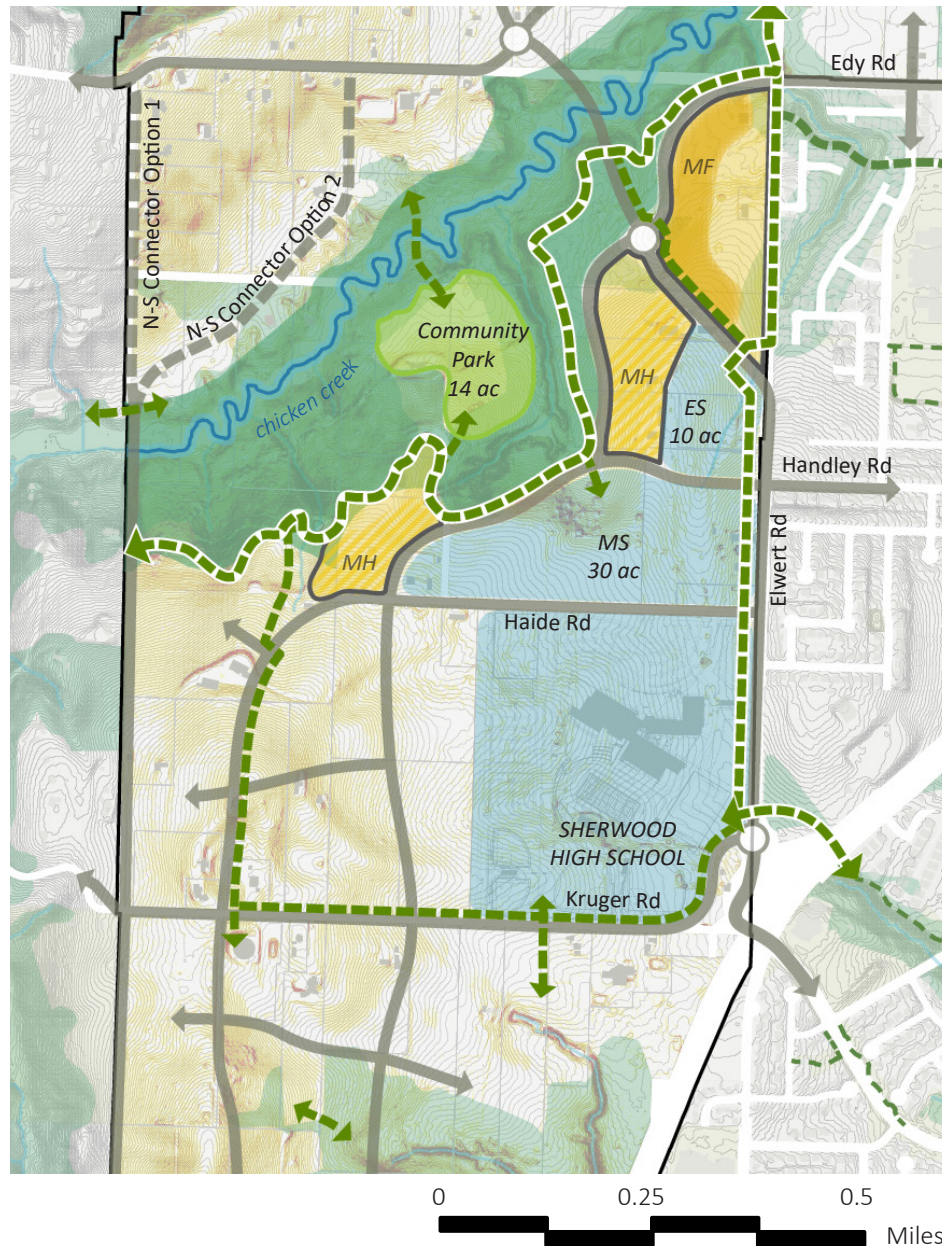 Edy Rd
N-S Connector Option 1
N-S Connector Option 2
MF
Community
Park
14 ac
chicken creek
MH
ES
10 ac
Handley Rd
MS
30 ac
MH
Elwert Rd
Haide Rd
SHERWOOD
HIGH SCHOOL
Kruger Rd
0
0.25
0.5
Miles